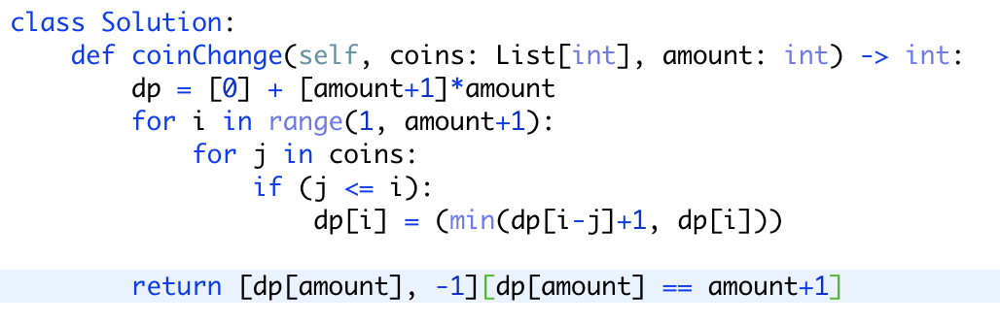 class Solution:
    def coinChange(self, coins: List[int], amount: int) -> int:
        dp = [0] + [amount+1]*amount
        for i in range(1, amount+1):
            for j in coins:
                if (j <= i):
                    dp[i] = (min(dp[i-j]+1, dp[i]))
        return [dp[amount], -1][dp[amount] == amount+1]